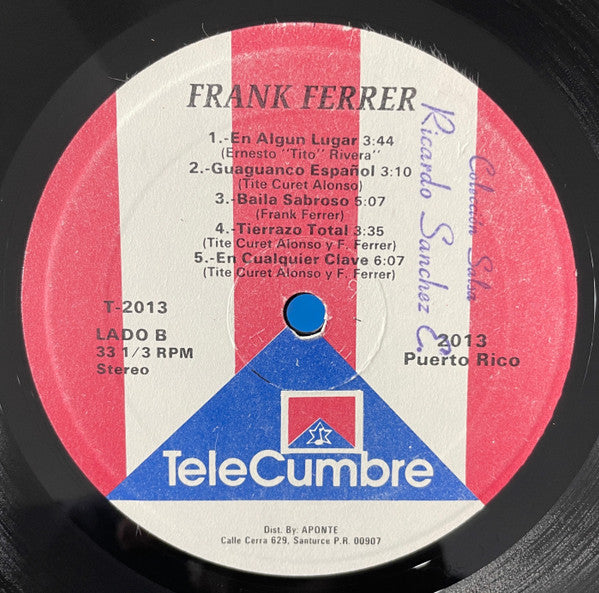 FRANK FERRER
1.-En Algun Lugar 3:44
(Ernesto "Tito" Rivera)
2.-Guaguanco Español 3:10
(Tite Curet Alonso)
3.-Baila Sabroso 5:07
(Frank Ferrer)
4.-Tierrazo Total 3:35
(Tite Curet Alonso y F. Ferrer)
5.-En Cualquier Clave 6:07
(Tite Curet Alonso y F. Ferrer)
Colección Salsa
Ricardo Sanchez E.
T-2013
LADO B
33 1/3 RPM
Stereo
2013
Puerto Rico
TeleCumbre
Dist. By: APONTE
Calle Cerra 629, Santurce P.R. 00907